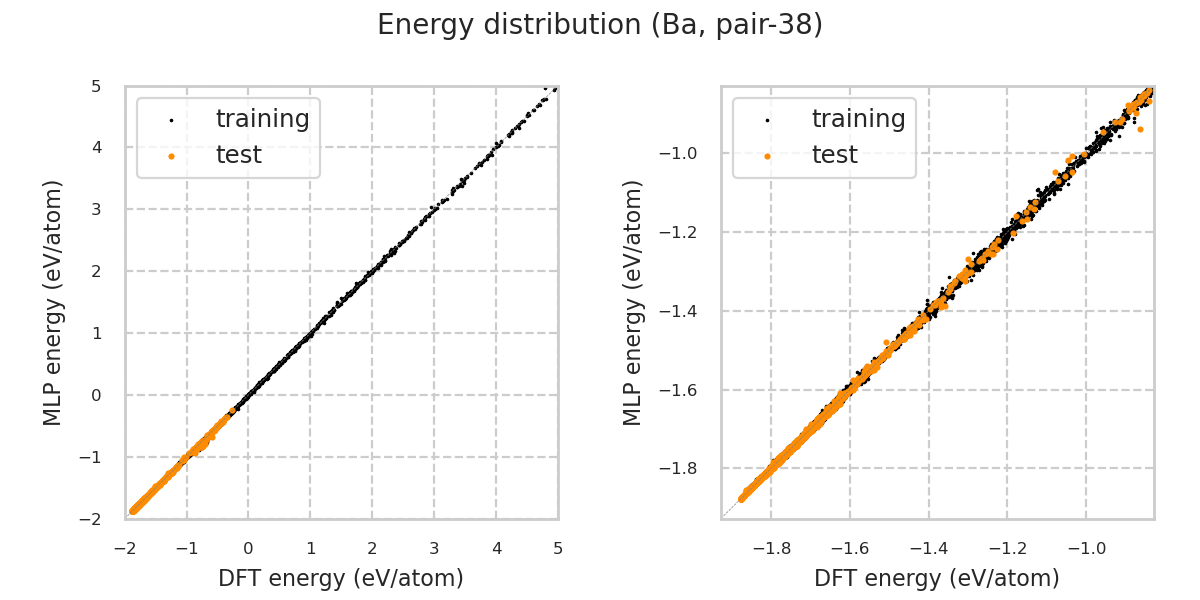 Energy distribution (Ba, pair-38)
training
test
5
4
3
2
1
0
−1
−2
MLP energy (eV/atom)
−2 −1 0 1 2 3 4 5
DFT energy (eV/atom)
training
test
−1.0
−1.2
−1.4
−1.6
−1.8
MLP energy (eV/atom)
−1.8 −1.6 −1.4 −1.2 −1.0
DFT energy (eV/atom)